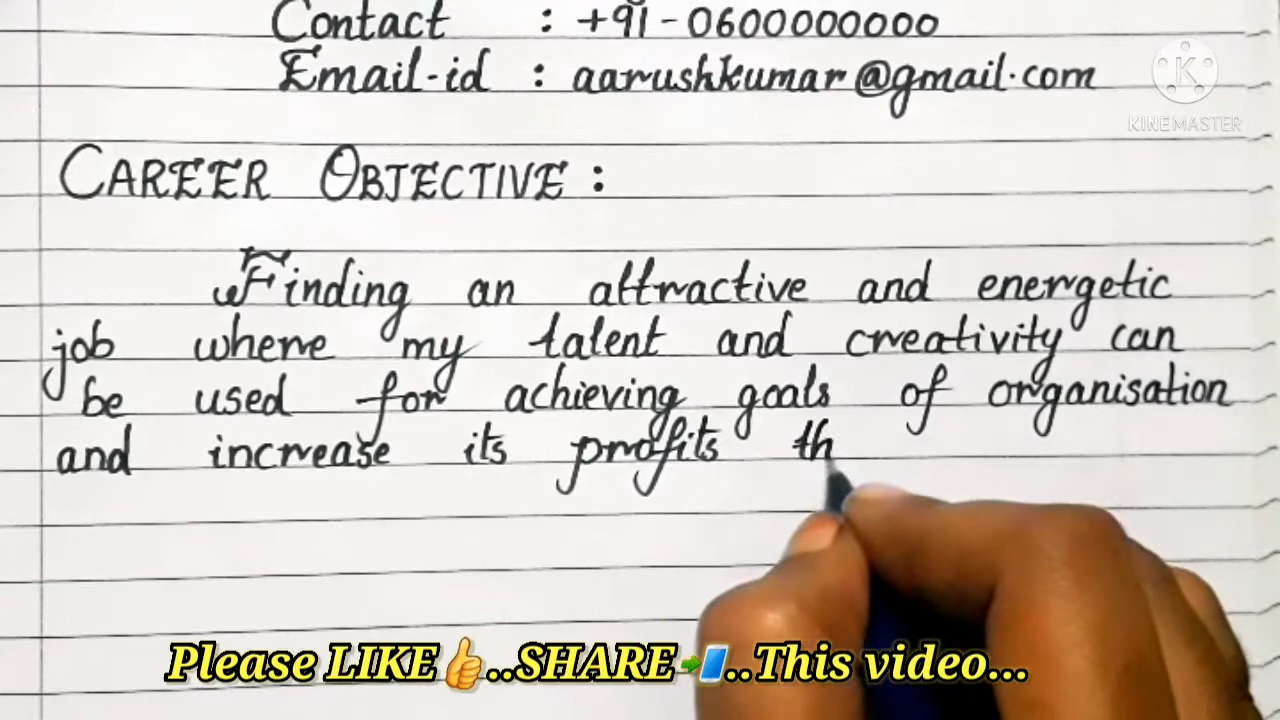 Contact : +91-0600000000
Email-id : aarushkumar@gmail.com
KINEMASTER
CAREER OBJECTIVE :
Finding an attractive and energetic
job where my talent and creativity can
be used for achieving goals of organisation
and increase its profits th
Please LIKE👍..SHARE📲..This video...